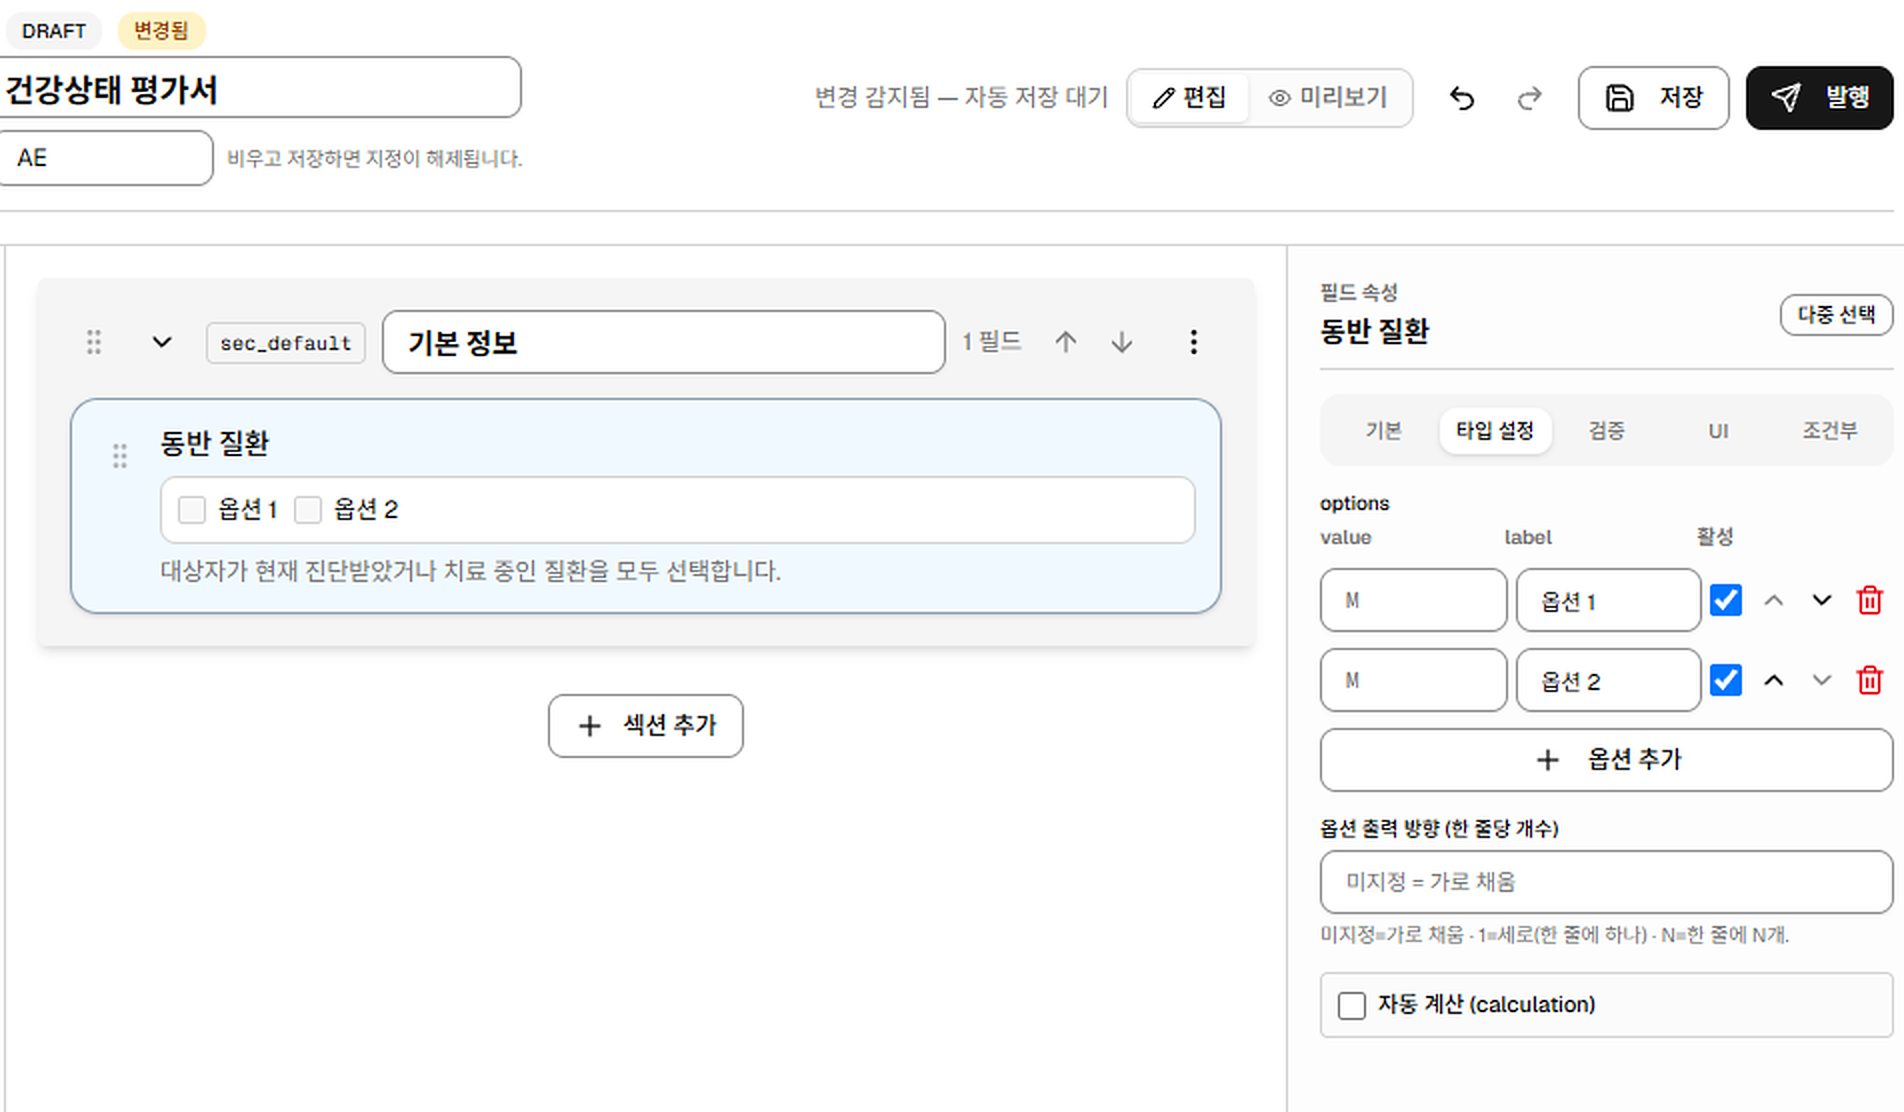 DRAFT 변경됨
건강상태 평가서
변경 감지됨 — 자동 저장 대기 편집 미리보기 저장 발행
AE 비우고 저장하면 지정이 해제됩니다.
sec_default 기본 정보 1 필드
동반 질환
옵션 1 옵션 2
대상자가 현재 진단받았거나 치료 중인 질환을 모두 선택합니다.
섹션 추가
필드 속성
동반 질환 다중 선택
기본 타입 설정 검증 UI 조건부
options
value label 활성
M 옵션 1
M 옵션 2
옵션 추가
옵션 출력 방향 (한 줄당 개수)
미지정 = 가로 채움
미지정=가로 채움 · 1=세로(한 줄에 하나) · N=한 줄에 N개.
자동 계산 (calculation)